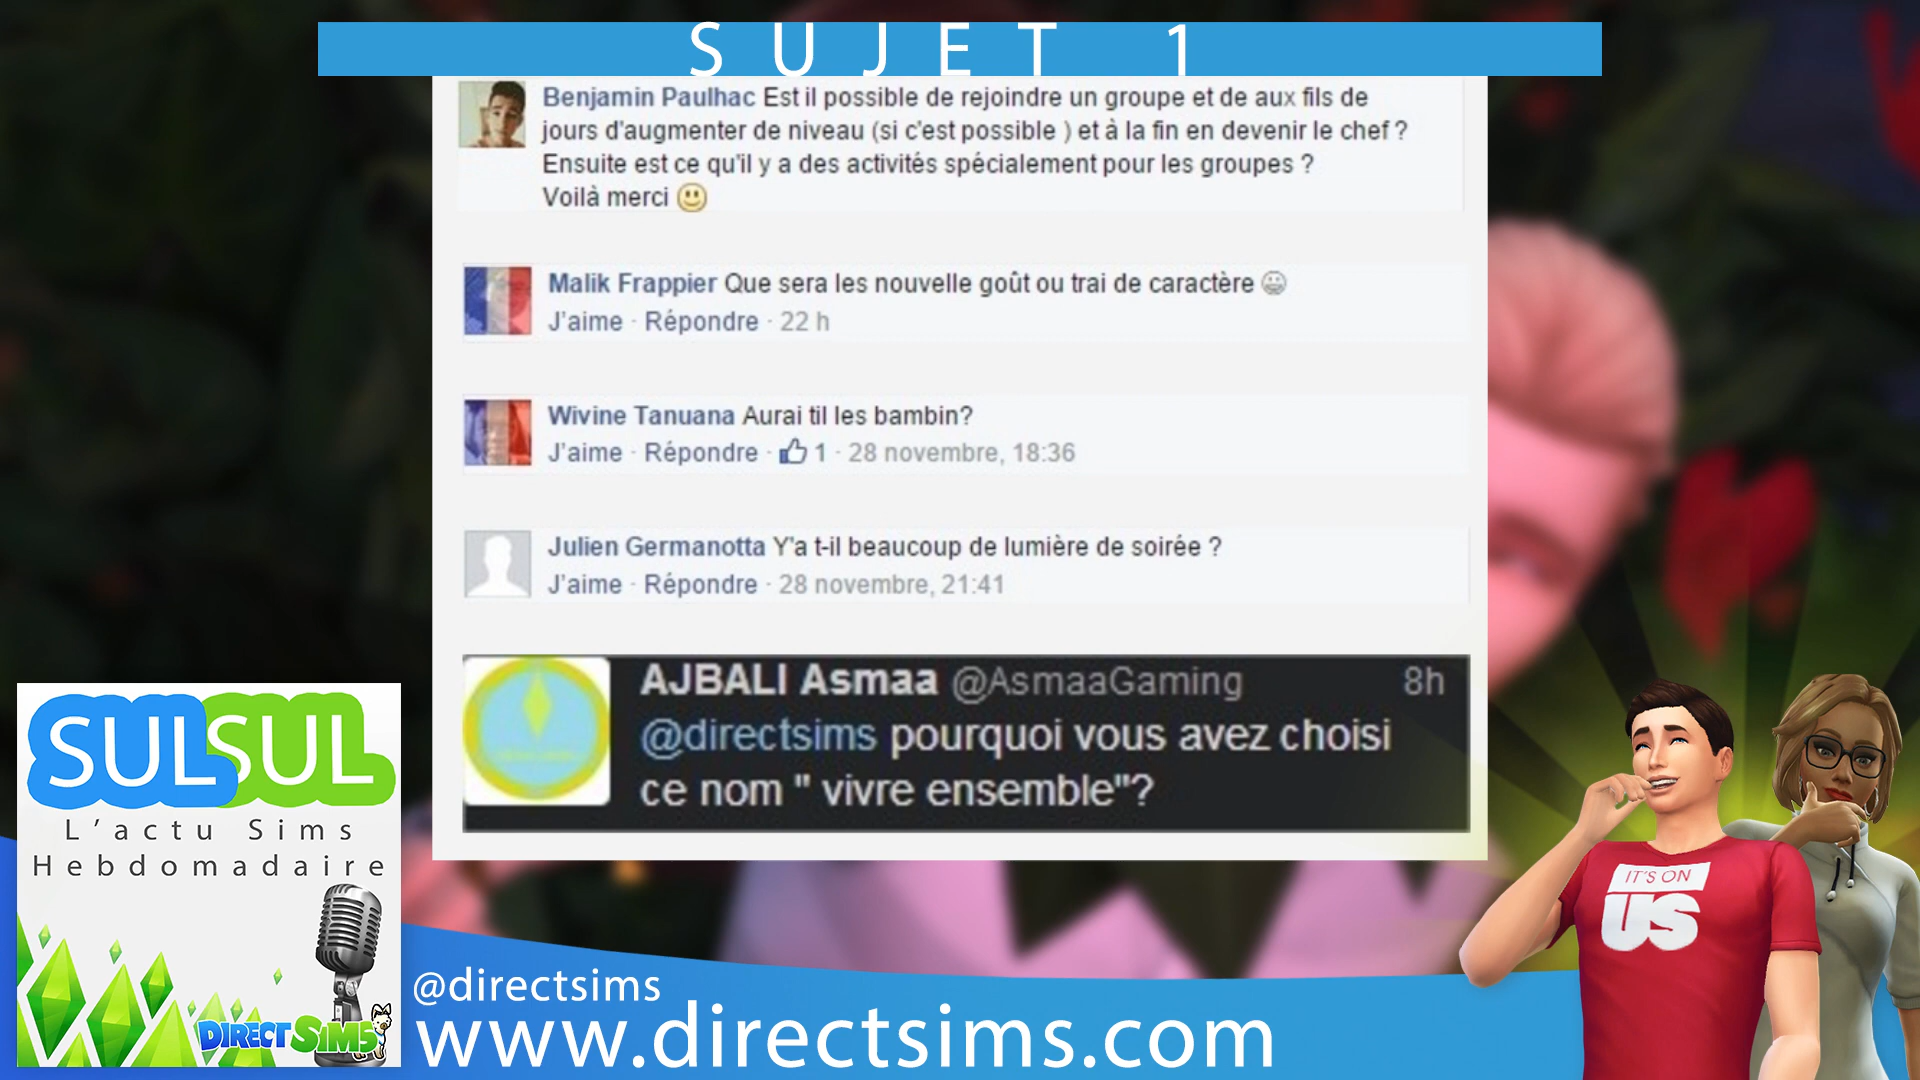 SUJET 1
Benjamin Paulhac Est il possible de rejoindre un groupe et de aux fils de
jours d'augmenter de niveau (si c'est possible ) et à la fin en devenir le chef ?
Ensuite est ce qu'il y a des activités spécialement pour les groupes ?
Voilà merci
Malik Frappier Que sera les nouvelle goût ou trai de caractère
J'aime · Répondre · 22 h
Wivine Tanuana Aurai til les bambin?
J'aime · Répondre · 1 · 28 novembre, 18:36
Julien Germanotta Y'a t-il beaucoup de lumière de soirée ?
J'aime · Répondre · 28 novembre, 21:41
AJBALI Asmaa @AsmaaGaming 8h
@directsims pourquoi vous avez choisi
ce nom " vivre ensemble"?
SULSUL
L'actu Sims
Hebdomadaire
DIRECT SIMS
@directsims
www.directsims.com
IT'S ON
US